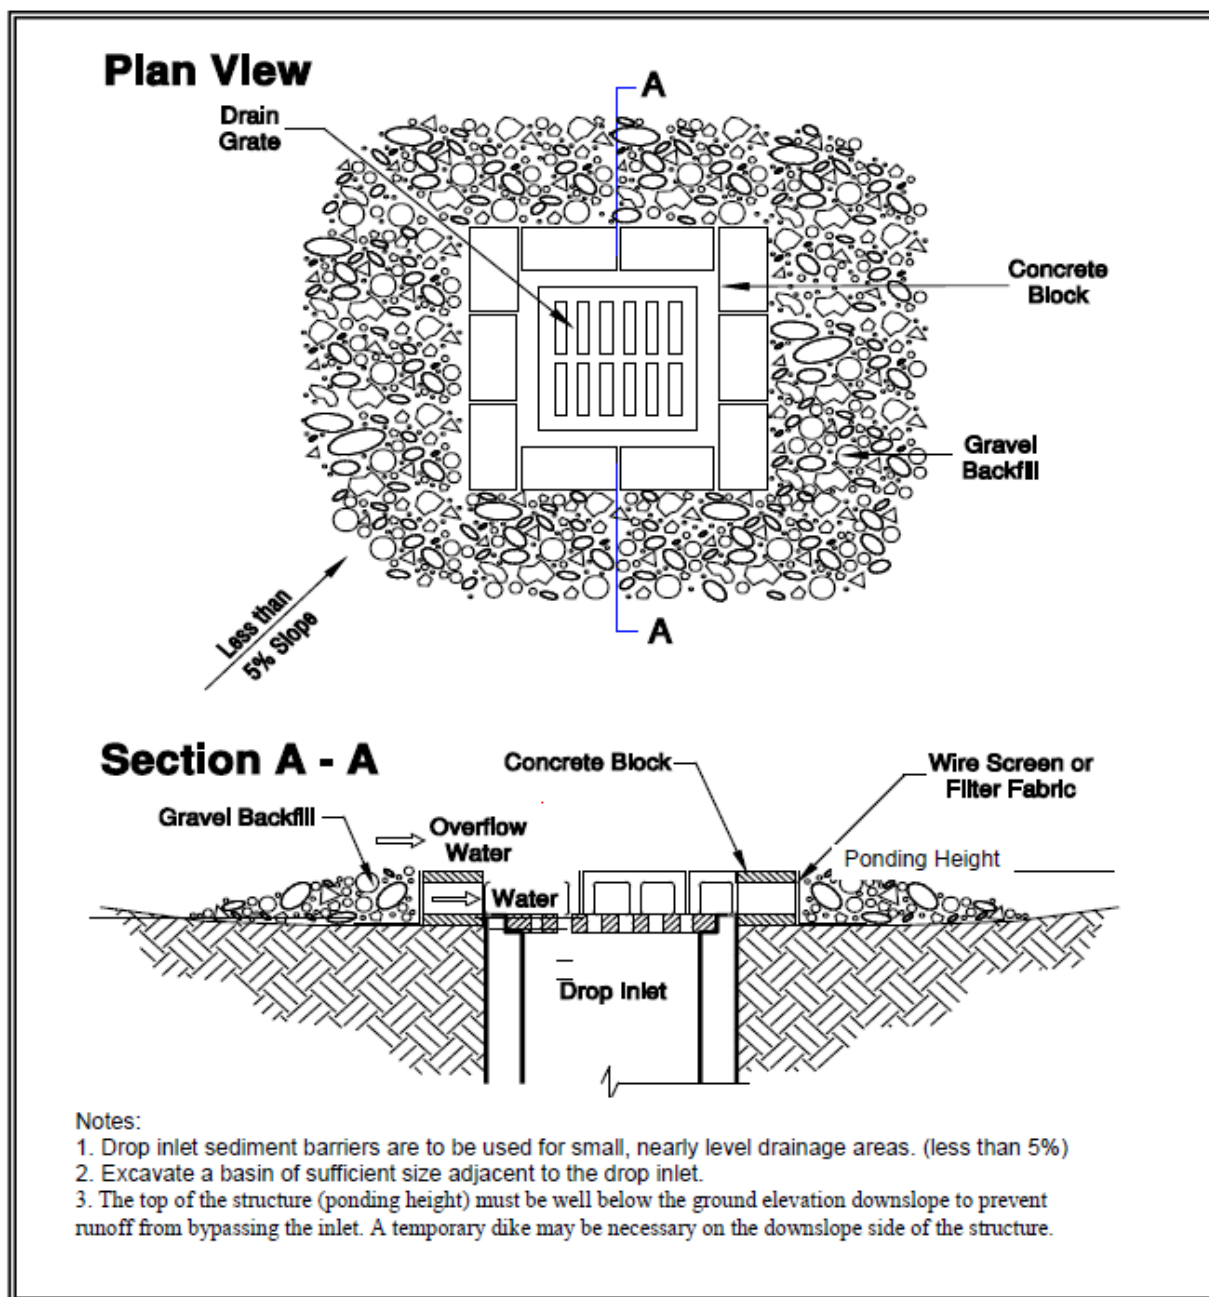 Plan View
A
Drain
Grate
Concrete
Block
Gravel
Backfill
Less than
5% Slope
A
Section A - A
Concrete Block
Wire Screen or
Filter Fabric
Gravel Backfill
Overflow
Water
Ponding Height
Water
Drop Inlet
Notes:
1. Drop inlet sediment barriers are to be used for small, nearly level drainage areas. (less than 5%)
2. Excavate a basin of sufficient size adjacent to the drop inlet.
3. The top of the structure (ponding height) must be well below the ground elevation downslope to prevent
runoff from bypassing the inlet. A temporary dike may be necessary on the downslope side of the structure.